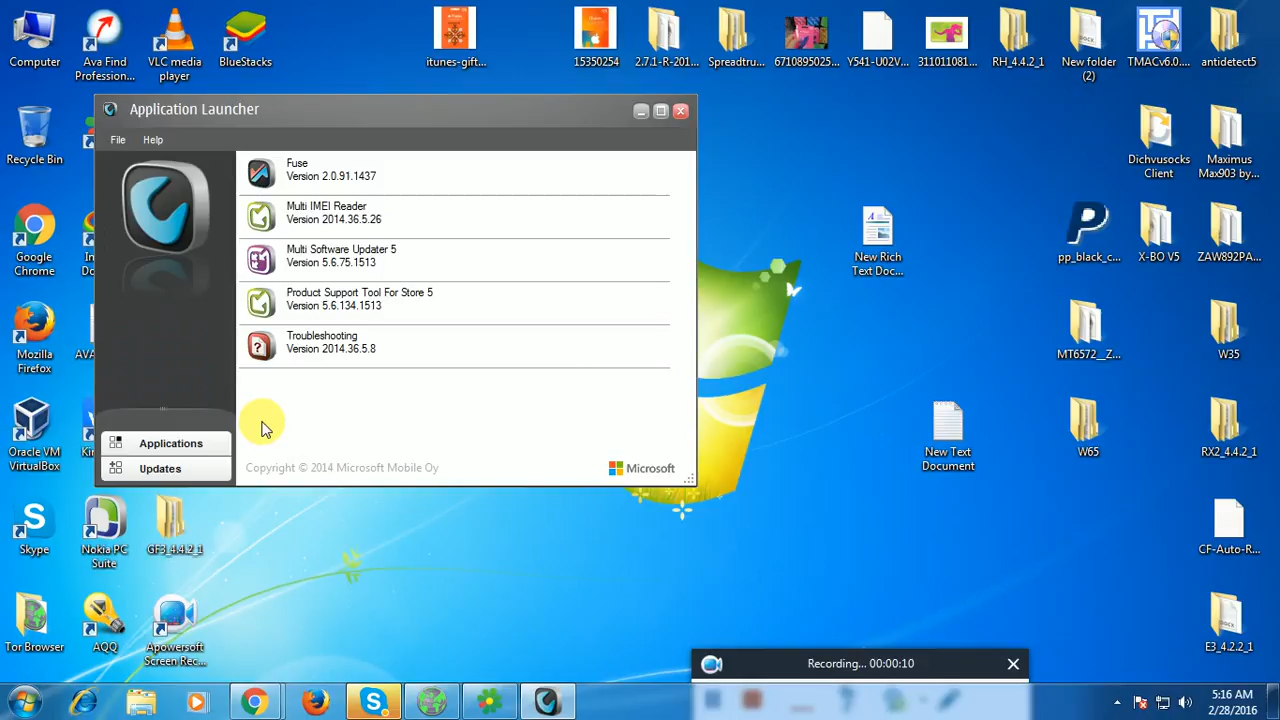 Computer
Ava Find
Profession...
VLC media
player
BlueStacks
itunes-gift...
15350254
2.7.1-R-201...
Spreadtru...
6710895025...
Y541-U02V...
311011081...
RH_4.4.2_1
New folder
(2)
TMACv6.0....
antidetect5
Application Launcher
File
Help
Fuse
Version 2.0.91.1437
Multi IMEI Reader
Version 2014.36.5.26
Multi Software Updater 5
Version 5.6.75.1513
Product Support Tool For Store 5
Version 5.6.134.1513
Troubleshooting
Version 2014.36.5.8
Applications
Updates
Copyright © 2014 Microsoft Mobile Oy
Microsoft
Recycle Bin
Google
Chrome
Mozilla
Firefox
Oracle VM
VirtualBox
Skype
Nokia PC
Suite
GF3_4.4.2_1
Tor Browser
AQQ
Apowersoft
Screen Rec...
Dichvusocks
Client
Maximus
Max903 by...
New Rich
Text Doc...
pp_black_c...
X-BO V5
ZAW892PA...
MT6572__Z...
W35
New Text
Document
W65
RX2_4.4.2_1
CF-Auto-R...
E3_4.2.2_1
Recording... 00:00:10
5:16 AM
2/28/2016